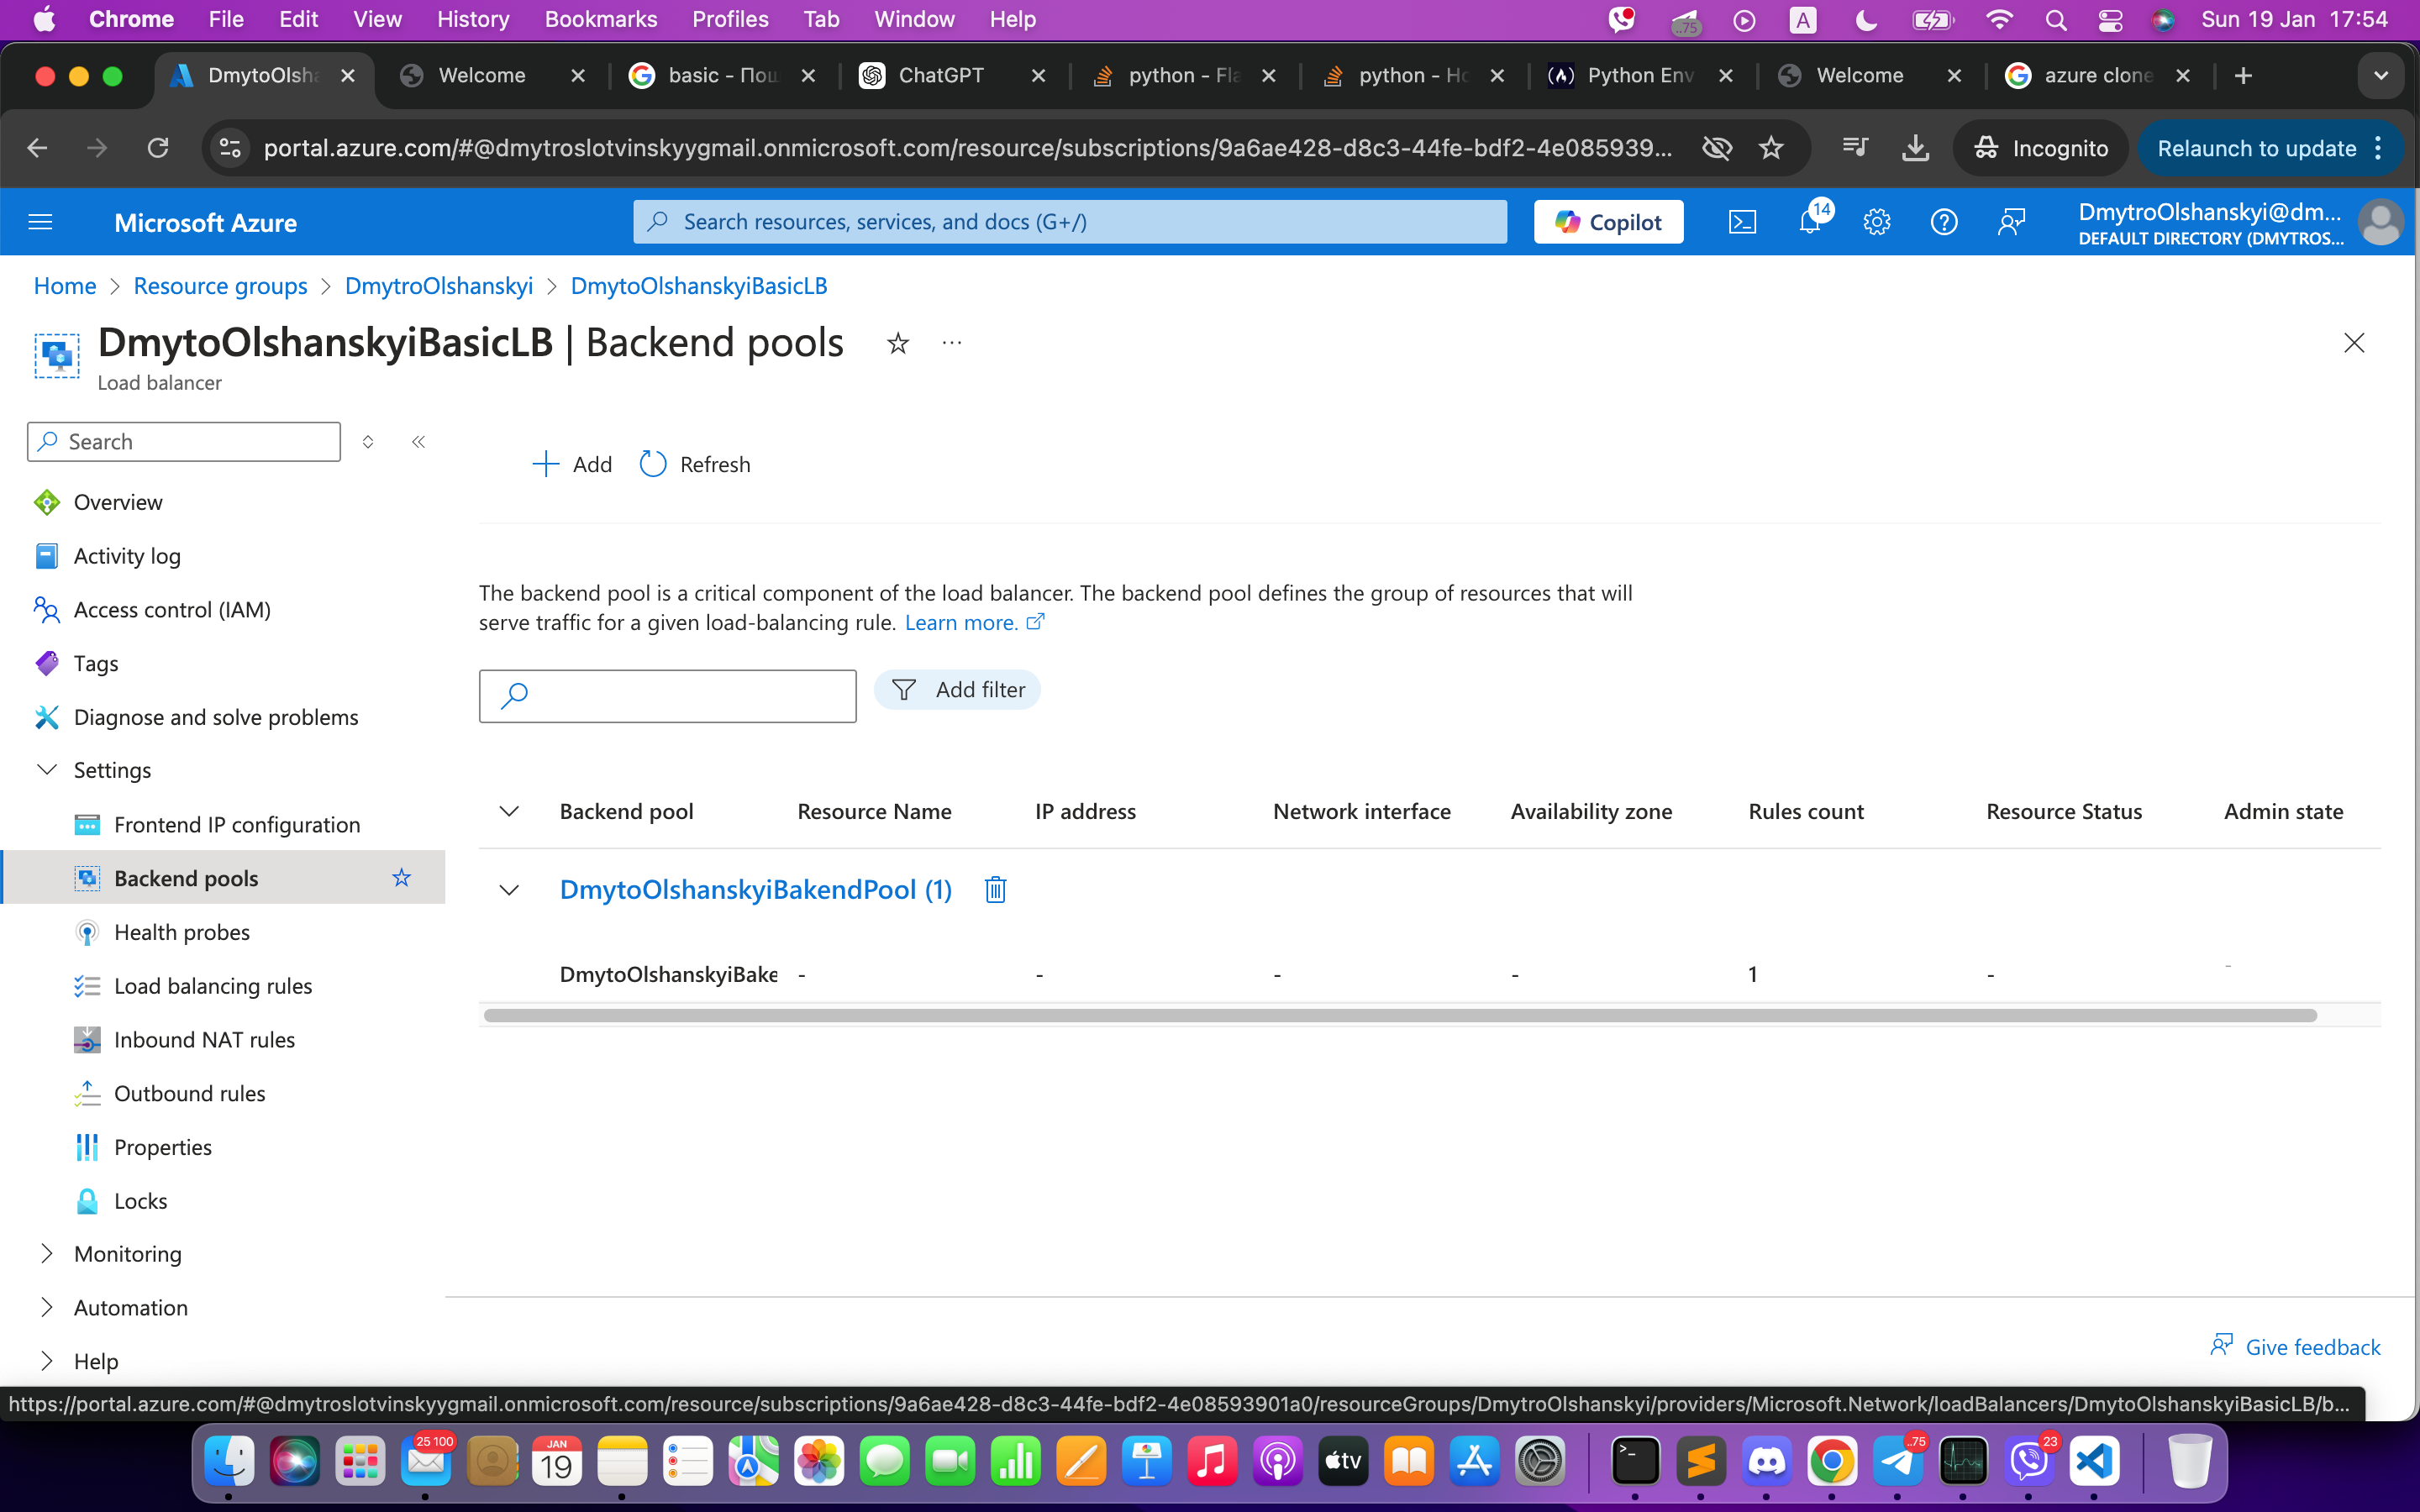 Chrome File Edit View History Bookmarks Profiles Tab Window Help ..75 A Sun 19 Jan 17:54
DmytoOlsha Welcome basic - Пош ChatGPT python - Fla python - Ho Python Env Welcome azure clone
portal.azure.com/#@dmytroslotvinskyygmail.onmicrosoft.com/resource/subscriptions/9a6ae428-d8c3-44fe-bdf2-4e085939... Incognito Relaunch to update
Microsoft Azure Search resources, services, and docs (G+/) Copilot 14 DmytroOlshanskyi@dm...
DEFAULT DIRECTORY (DMYTROS...
Home > Resource groups > DmytroOlshanskyi > DmytoOlshanskyiBasicLB
DmytoOlshanskyiBasicLB | Backend pools ...
Load balancer
Search
Add Refresh
Overview
Activity log
Access control (IAM)
Tags
Diagnose and solve problems
Settings
Frontend IP configuration
Backend pools
Health probes
Load balancing rules
Inbound NAT rules
Outbound rules
Properties
Locks
Monitoring
Automation
Help
The backend pool is a critical component of the load balancer. The backend pool defines the group of resources that will
serve traffic for a given load-balancing rule. Learn more.
Add filter
Backend pool Resource Name IP address Network interface Availability zone Rules count Resource Status Admin state
DmytoOlshanskyiBakendPool (1)
DmytoOlshanskyiBake - - - - 1 - -
Give feedback
https://portal.azure.com/#@dmytroslotvinskyygmail.onmicrosoft.com/resource/subscriptions/9a6ae428-d8c3-44fe-bdf2-4e08593901a0/resourceGroups/DmytroOlshanskyi/providers/Microsoft.Network/loadBalancers/DmytoOlshanskyiBasicLB/b...
25 100 JAN 19 tv ..75 23